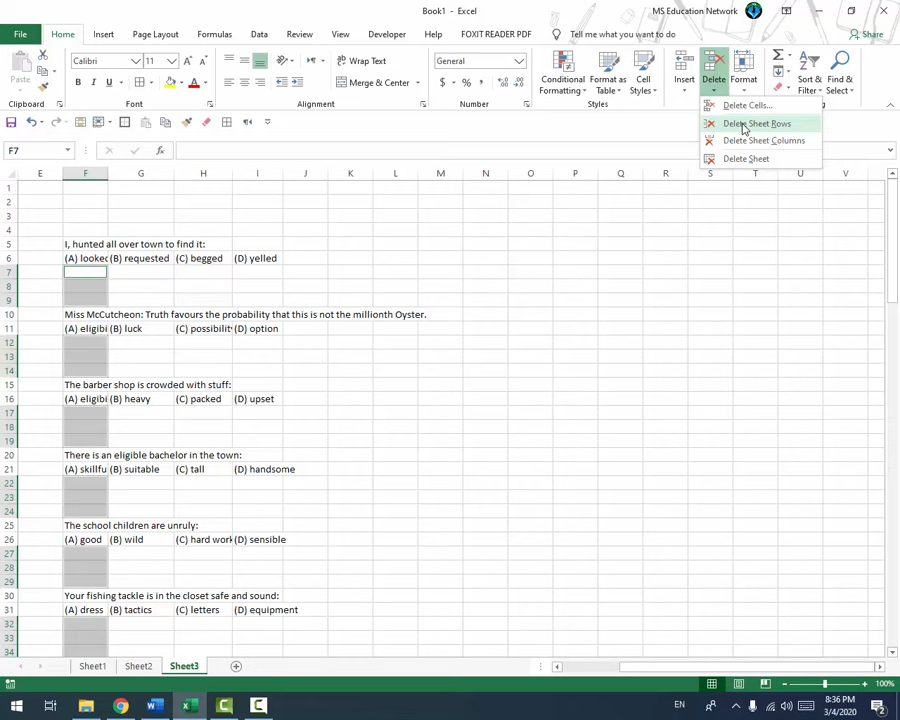 Book1 - Excel
MS Education Network
File Home Insert Page Layout Formulas Data Review View Developer Help FOXIT READER PDF Tell me what you want to do Share
Paste
Calibri 11
B I U
Wrap Text
Merge & Center
General
$ % ,
Conditional Formatting
Format as Table
Cell Styles
Insert Delete Format
Sort & Filter
Find & Select
Clipboard Font Alignment Number Styles
Delete Cells...
Delete Sheet Rows
Delete Sheet Columns
Delete Sheet
F7
fx
E F G H I J K L M N O P Q R S T U V
1
2
3
4
5 I, hunted all over town to find it:
6 (A) looked (B) requested (C) begged (D) yelled
7
8
9
10 Miss McCutcheon: Truth favours the probability that this is not the millionth Oyster.
11 (A) eligibi (B) luck (C) possibilit (D) option
12
13
14
15 The barber shop is crowded with stuff:
16 (A) eligibi (B) heavy (C) packed (D) upset
17
18
19
20 There is an eligible bachelor in the town:
21 (A) skillfu (B) suitable (C) tall (D) handsome
22
23
24
25 The school children are unruly:
26 (A) good (B) wild (C) hard work (D) sensible
27
28
29
30 Your fishing tackle is in the closet safe and sound:
31 (A) dress (B) tactics (C) letters (D) equipment
32
33
34
Sheet1 Sheet2 Sheet3
100%
EN
8:36 PM
3/4/2020
2